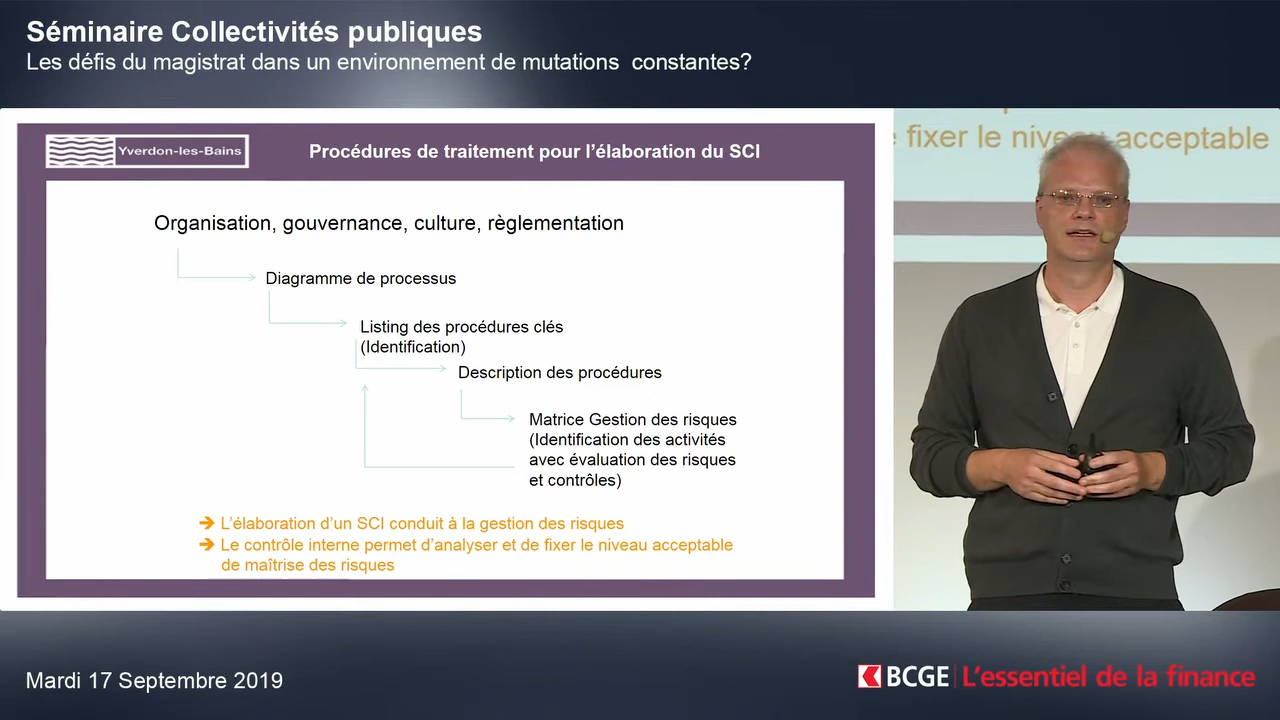 Séminaire Collectivités publiques
Les défis du magistrat dans un environnement de mutations constantes?
Yverdon-les-Bains
Procédures de traitement pour l'élaboration du SCI
Organisation, gouvernance, culture, règlementation
Diagramme de processus
Listing des procédures clés
(Identification)
Description des procédures
Matrice Gestion des risques
(Identification des activités
avec évaluation des risques
et contrôles)
➔ L'élaboration d'un SCI conduit à la gestion des risques
➔ Le contrôle interne permet d'analyser et de fixer le niveau acceptable
de maîtrise des risques
fixer le niveau acceptable
Mardi 17 Septembre 2019
BCGE L'essentiel de la finance